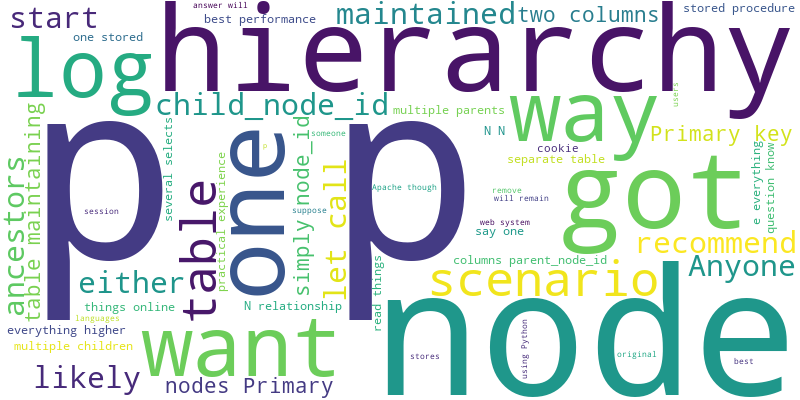 start
answer will
best performance
maintained
two columns
stored procedure
one stored
hierarchy
log
child_node_id
multiple parents
way
users
N N
Primary key
cookie
separate table
p p
one
someone
simply node_id
several selects
table maintaining
ancestors
practical experience
table
let call
Apache though
suppose
session
p
got
e everything
question know
remove
will remain
web system
say one
recommend
columns parent_node_id
Anyone
scenario
read things
either
things online
N relationship
languages
everything higher
want
multiple children
node
using Python
original
best
stores
likely
nodes Primary